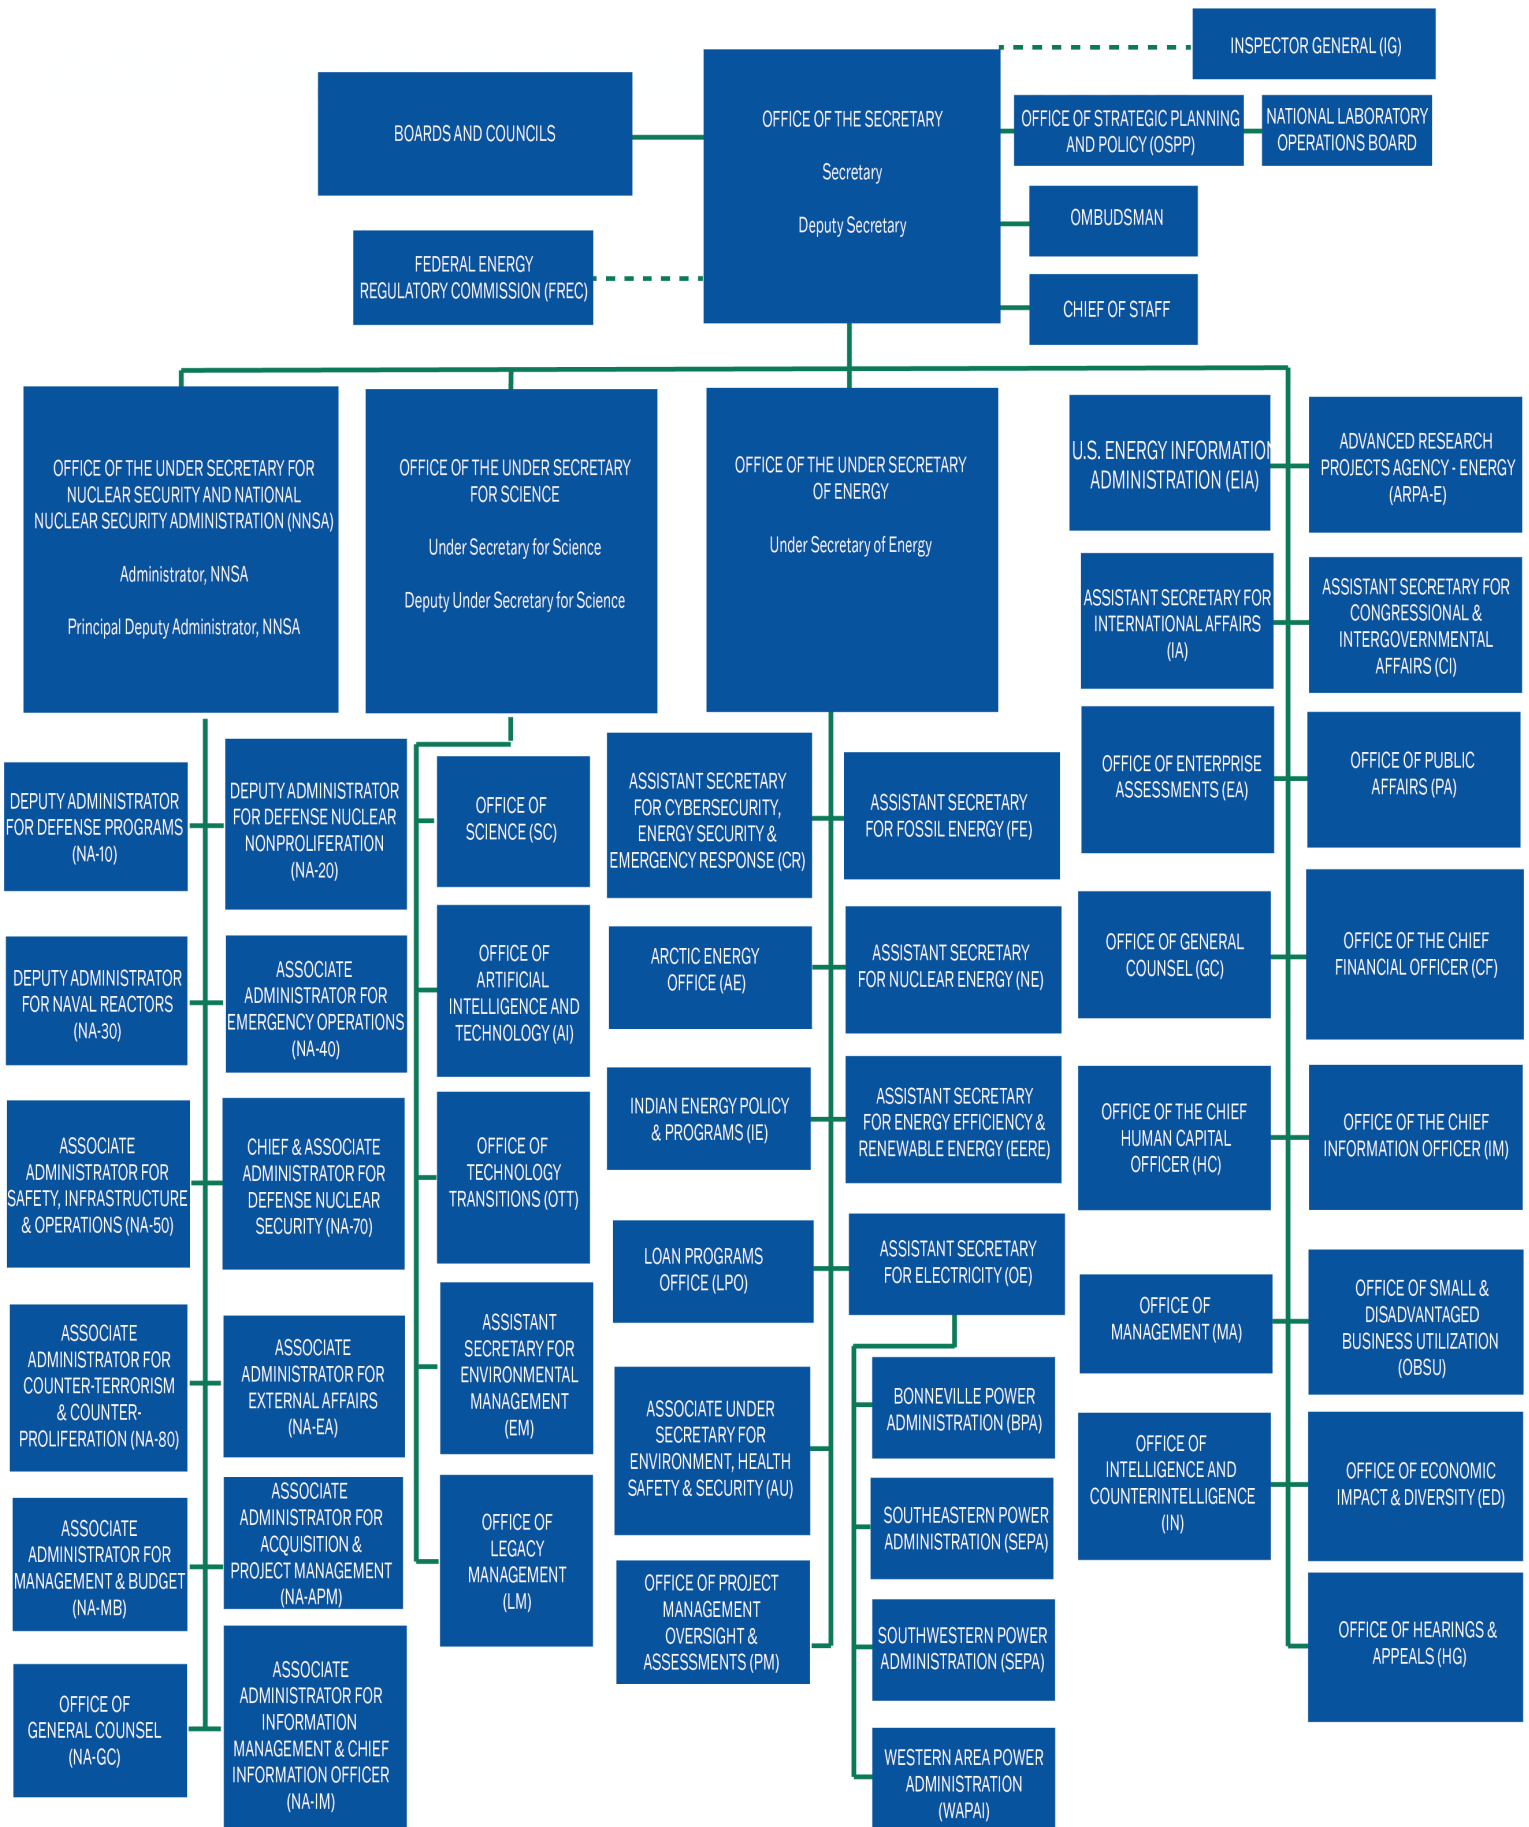 INSPECTOR GENERAL (IG)
BOARDS AND COUNCILS
OFFICE OF THE SECRETARY
Secretary
Deputy Secretary
OFFICE OF STRATEGIC PLANNING
AND POLICY (OSPP)
NATIONAL LABORATORY
OPERATIONS BOARD
OMBUDSMAN
FEDERAL ENERGY
REGULATORY COMMISSION (FREC)
CHIEF OF STAFF
OFFICE OF THE UNDER SECRETARY FOR
NUCLEAR SECURITY AND NATIONAL
NUCLEAR SECURITY ADMINISTRATION (NNSA)
Administrator, NNSA
Principal Deputy Administrator, NNSA
OFFICE OF THE UNDER SECRETARY
FOR SCIENCE
Under Secretary for Science
Deputy Under Secretary for Science
OFFICE OF THE UNDER SECRETARY
OF ENERGY
Under Secretary of Energy
U.S. ENERGY INFORMATION
ADMINISTRATION (EIA)
ADVANCED RESEARCH
PROJECTS AGENCY - ENERGY
(ARPA-E)
ASSISTANT SECRETARY FOR
INTERNATIONAL AFFAIRS
(IA)
ASSISTANT SECRETARY FOR
CONGRESSIONAL &
INTERGOVERNMENTAL
AFFAIRS (CI)
OFFICE OF ENTERPRISE
ASSESSMENTS (EA)
OFFICE OF PUBLIC
AFFAIRS (PA)
OFFICE OF GENERAL
COUNSEL (GC)
OFFICE OF THE CHIEF
FINANCIAL OFFICER (CF)
OFFICE OF THE CHIEF
HUMAN CAPITAL
OFFICER (HC)
OFFICE OF THE CHIEF
INFORMATION OFFICER (IM)
OFFICE OF
MANAGEMENT (MA)
OFFICE OF SMALL &
DISADVANTAGED
BUSINESS UTILIZATION
(OBSU)
OFFICE OF
INTELLIGENCE AND
COUNTERINTELLIGENCE
(IN)
OFFICE OF ECONOMIC
IMPACT & DIVERSITY (ED)
OFFICE OF HEARINGS &
APPEALS (HG)
DEPUTY ADMINISTRATOR
FOR DEFENSE PROGRAMS
(NA-10)
DEPUTY ADMINISTRATOR
FOR DEFENSE NUCLEAR
NONPROLIFERATION
(NA-20)
DEPUTY ADMINISTRATOR
FOR NAVAL REACTORS
(NA-30)
ASSOCIATE
ADMINISTRATOR FOR
EMERGENCY OPERATIONS
(NA-40)
ASSOCIATE
ADMINISTRATOR FOR
SAFETY, INFRASTRUCTURE
& OPERATIONS (NA-50)
CHIEF & ASSOCIATE
ADMINISTRATOR FOR
DEFENSE NUCLEAR
SECURITY (NA-70)
ASSOCIATE
ADMINISTRATOR FOR
COUNTER-TERRORISM
& COUNTER-
PROLIFERATION (NA-80)
ASSOCIATE
ADMINISTRATOR FOR
EXTERNAL AFFAIRS
(NA-EA)
ASSOCIATE
ADMINISTRATOR FOR
MANAGEMENT & BUDGET
(NA-MB)
ASSOCIATE
ADMINISTRATOR FOR
ACQUISITION &
PROJECT MANAGEMENT
(NA-APM)
OFFICE OF
GENERAL COUNSEL
(NA-GC)
ASSOCIATE
ADMINISTRATOR FOR
INFORMATION
MANAGEMENT & CHIEF
INFORMATION OFFICER
(NA-IM)
OFFICE OF
SCIENCE (SC)
OFFICE OF
ARTIFICIAL
INTELLIGENCE AND
TECHNOLOGY (AI)
OFFICE OF
TECHNOLOGY
TRANSITIONS (OTT)
ASSISTANT
SECRETARY FOR
ENVIRONMENTAL
MANAGEMENT
(EM)
OFFICE OF
LEGACY
MANAGEMENT
(LM)
ASSISTANT SECRETARY
FOR CYBERSECURITY,
ENERGY SECURITY &
EMERGENCY RESPONSE (CR)
ASSISTANT SECRETARY
FOR FOSSIL ENERGY (FE)
ARCTIC ENERGY
OFFICE (AE)
ASSISTANT SECRETARY
FOR NUCLEAR ENERGY (NE)
INDIAN ENERGY POLICY
& PROGRAMS (IE)
ASSISTANT SECRETARY
FOR ENERGY EFFICIENCY &
RENEWABLE ENERGY (EERE)
LOAN PROGRAMS
OFFICE (LPO)
ASSISTANT SECRETARY
FOR ELECTRICITY (OE)
ASSOCIATE UNDER
SECRETARY FOR
ENVIRONMENT, HEALTH
SAFETY & SECURITY (AU)
OFFICE OF PROJECT
MANAGEMENT
OVERSIGHT &
ASSESSMENTS (PM)
BONNEVILLE POWER
ADMINISTRATION (BPA)
SOUTHEASTERN POWER
ADMINISTRATION (SEPA)
SOUTHWESTERN POWER
ADMINISTRATION (SEPA)
WESTERN AREA POWER
ADMINISTRATION
(WAPAI)